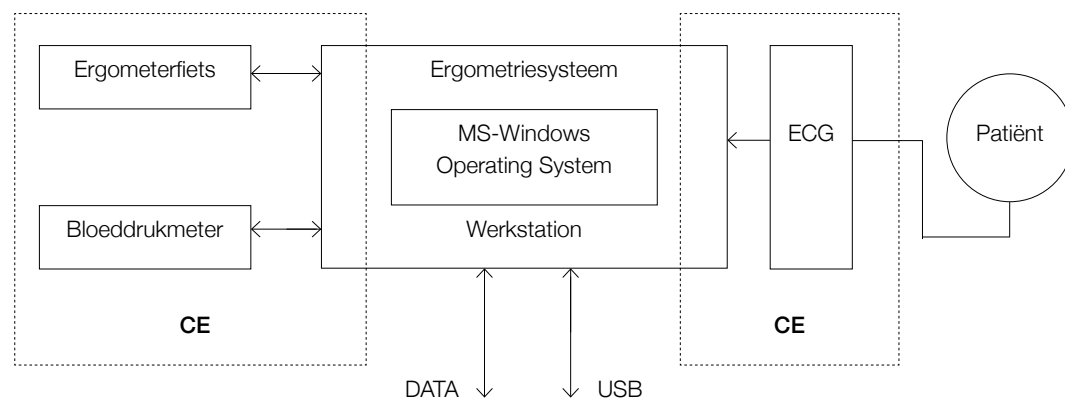 Ergometerfiets
Ergometriesysteem
MS-Windows
Operating System
ECG
Patiënt
Bloeddrukmeter
Werkstation
CE
CE
DATA
USB